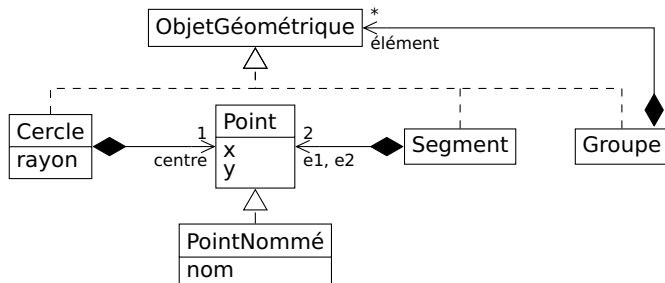 ObjetGéométrique
*
élément
Cercle
rayon
1
centre
Point
x
y
2
e1, e2
Segment
Groupe
PointNommé
nom